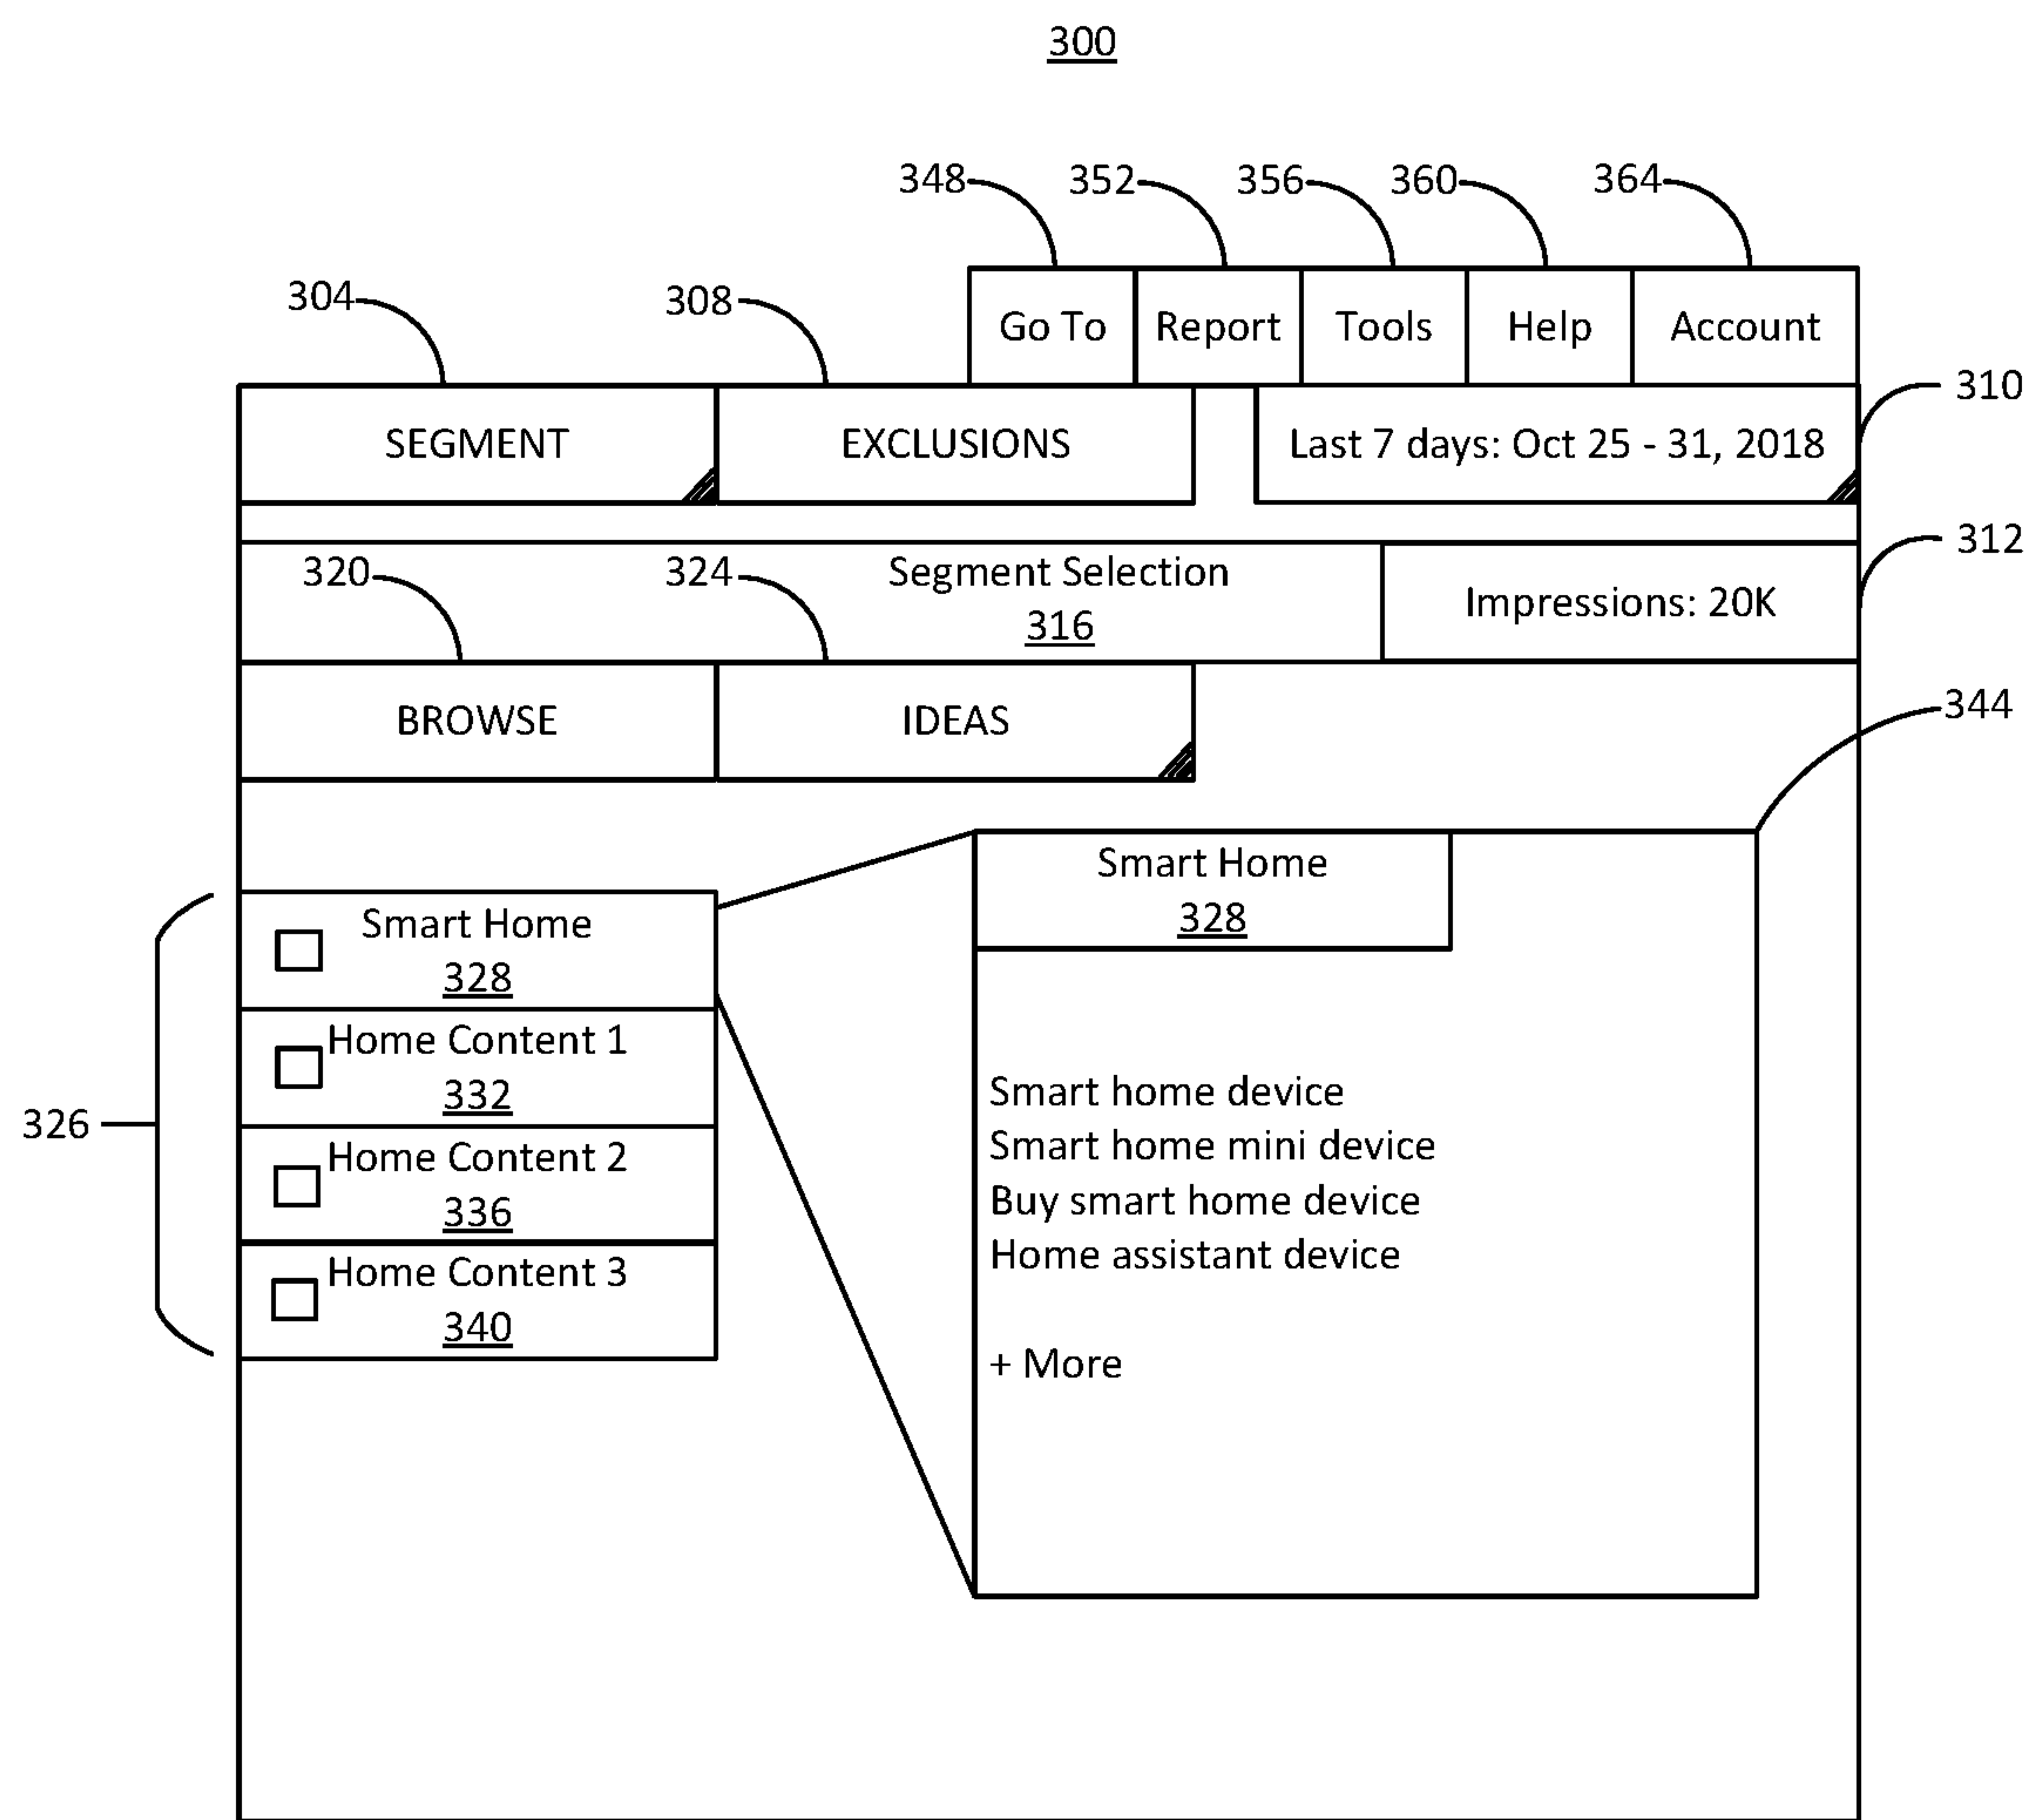 300
348
352
356
360
364
304
308
Go To
Report
Tools
Help
Account
310
SEGMENT
EXCLUSIONS
Last 7 days: Oct 25 - 31, 2018
312
320
324
Segment Selection
316
Impressions: 20K
344
BROWSE
IDEAS
326
Smart Home
328
Home Content 1
332
Home Content 2
336
Home Content 3
340
Smart Home
328
Smart home device
Smart home mini device
Buy smart home device
Home assistant device
+ More